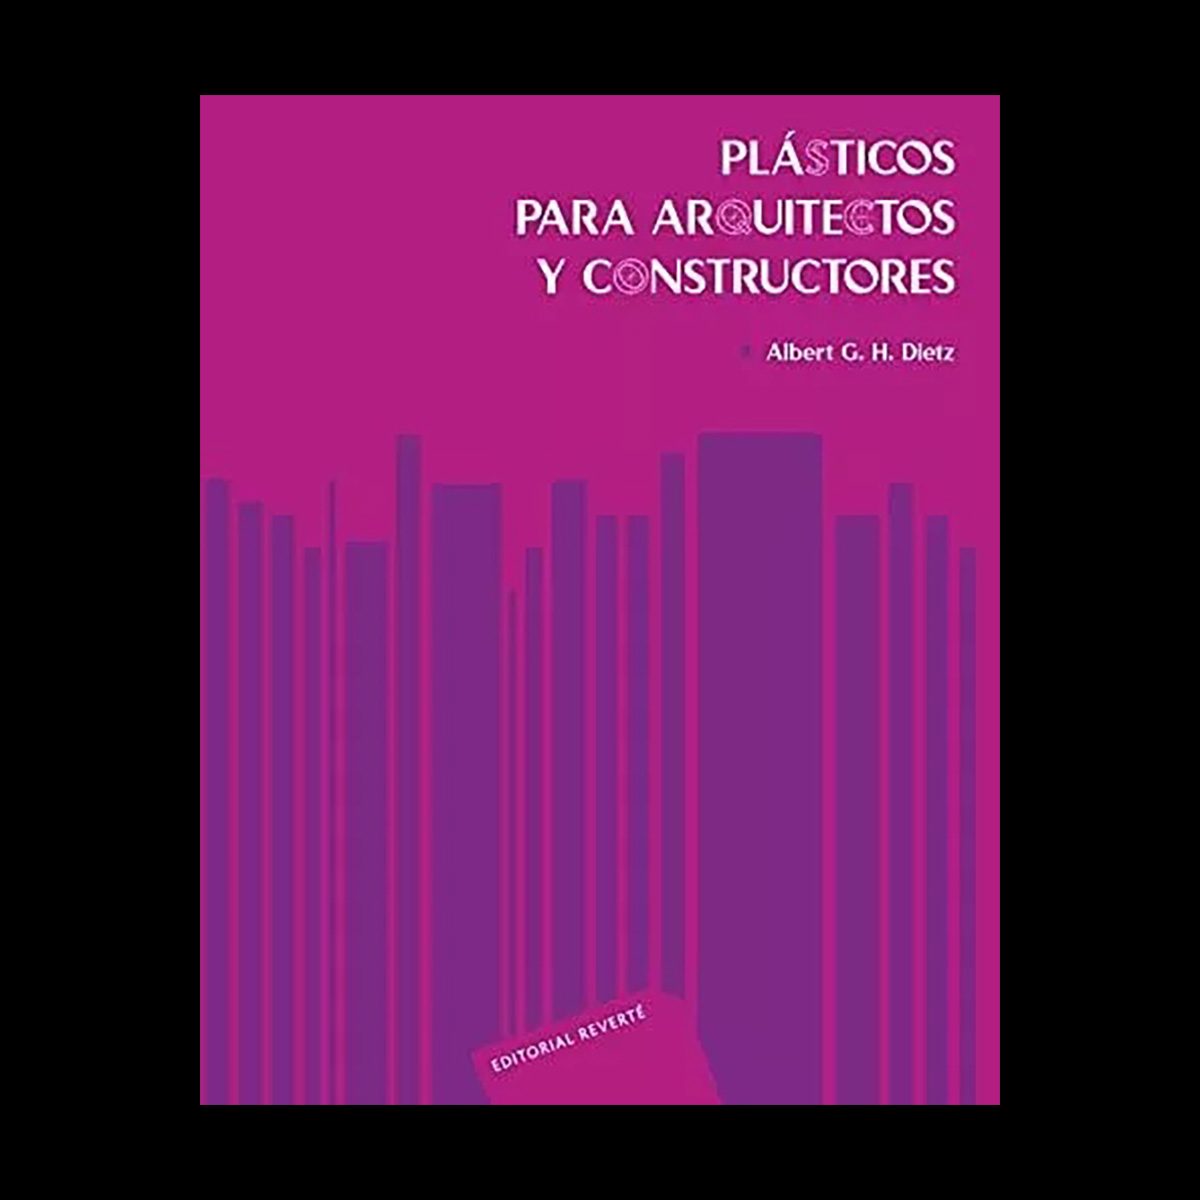 PLÁSTICOS
PARA ARQUITECTOS
Y CONSTRUCTORES
Albert G. H. Dietz
EDITORIAL REVERTÉ